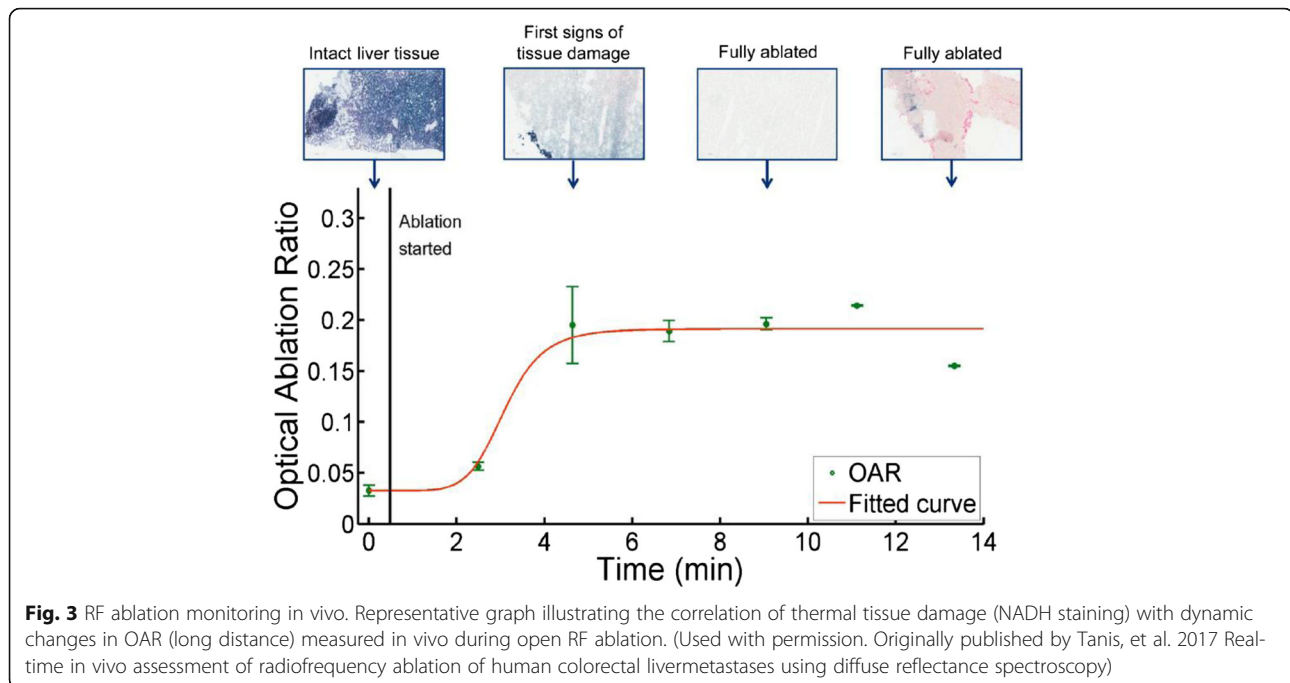 Intact liver tissue
First signs of
tissue damage
Fully ablated
Fully ablated
Optical Ablation Ratio
0.3
0.25
0.2
0.15
0.1
0.05
0
Ablation
started
OAR
Fitted curve
0 2 4 6 8 10 12 14
Time (min)
Fig. 3 RF ablation monitoring in vivo. Representative graph illustrating the correlation of thermal tissue damage (NADH staining) with dynamic
changes in OAR (long distance) measured in vivo during open RF ablation. (Used with permission. Originally published by Tanis, et al. 2017 Real-
time in vivo assessment of radiofrequency ablation of human colorectal livermetastases using diffuse reflectance spectroscopy)